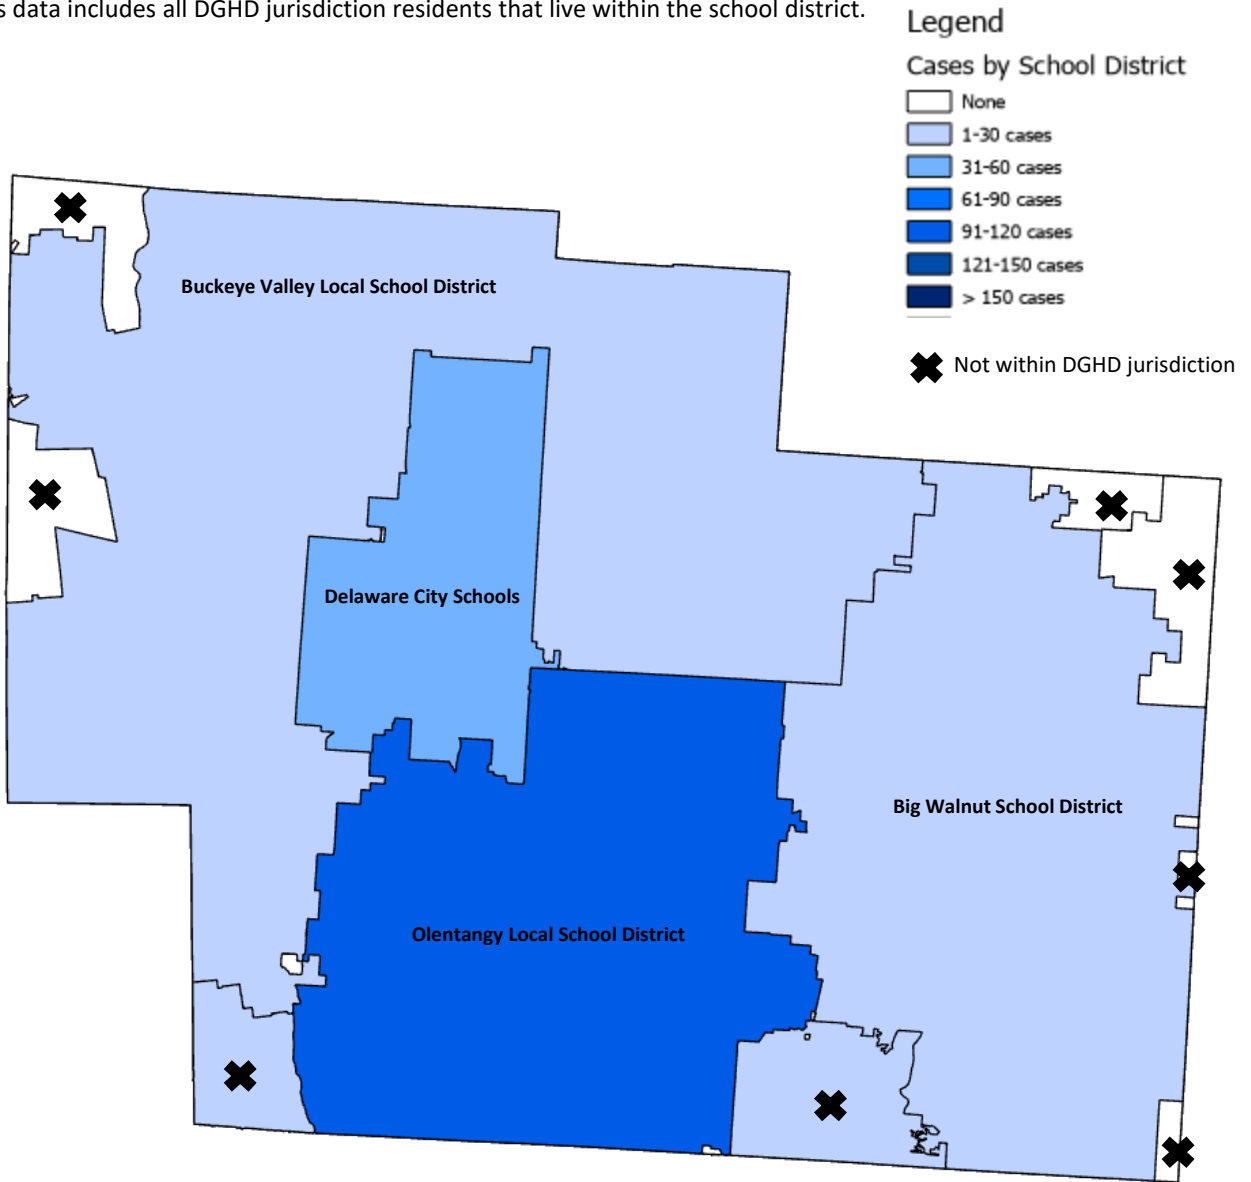 data includes all DGHD jurisdiction residents that live within the school district.
Legend
Cases by School District
None
1-30 cases
31-60 cases
61-90 cases
91-120 cases
121-150 cases
> 150 cases
Not within DGHD jurisdiction
Buckeye Valley Local School District
Delaware City Schools
Big Walnut School District
Olentangy Local School District